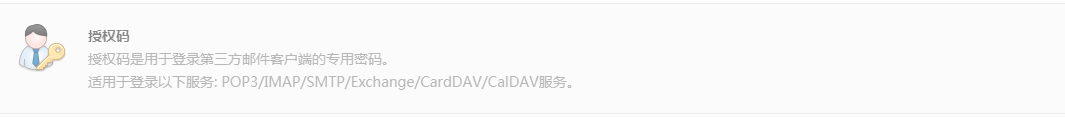 授权码
授权码是用于登录第三方邮件客户端的专用密码。
适用于登录以下服务: POP3/IMAP/SMTP/Exchange/CardDAV/CalDAV服务。